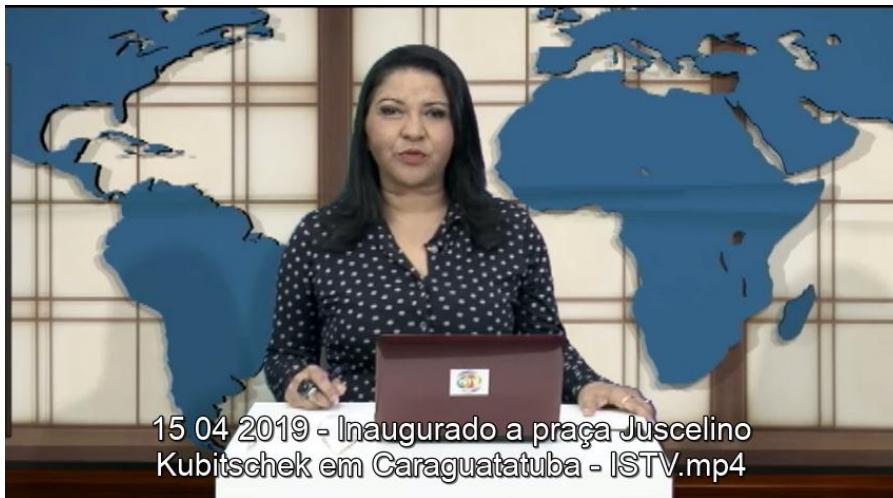 15 04 2019 - Inaugurado a praça Juscelino
Kubitschek em Caraguatatuba - ISTV.mp4